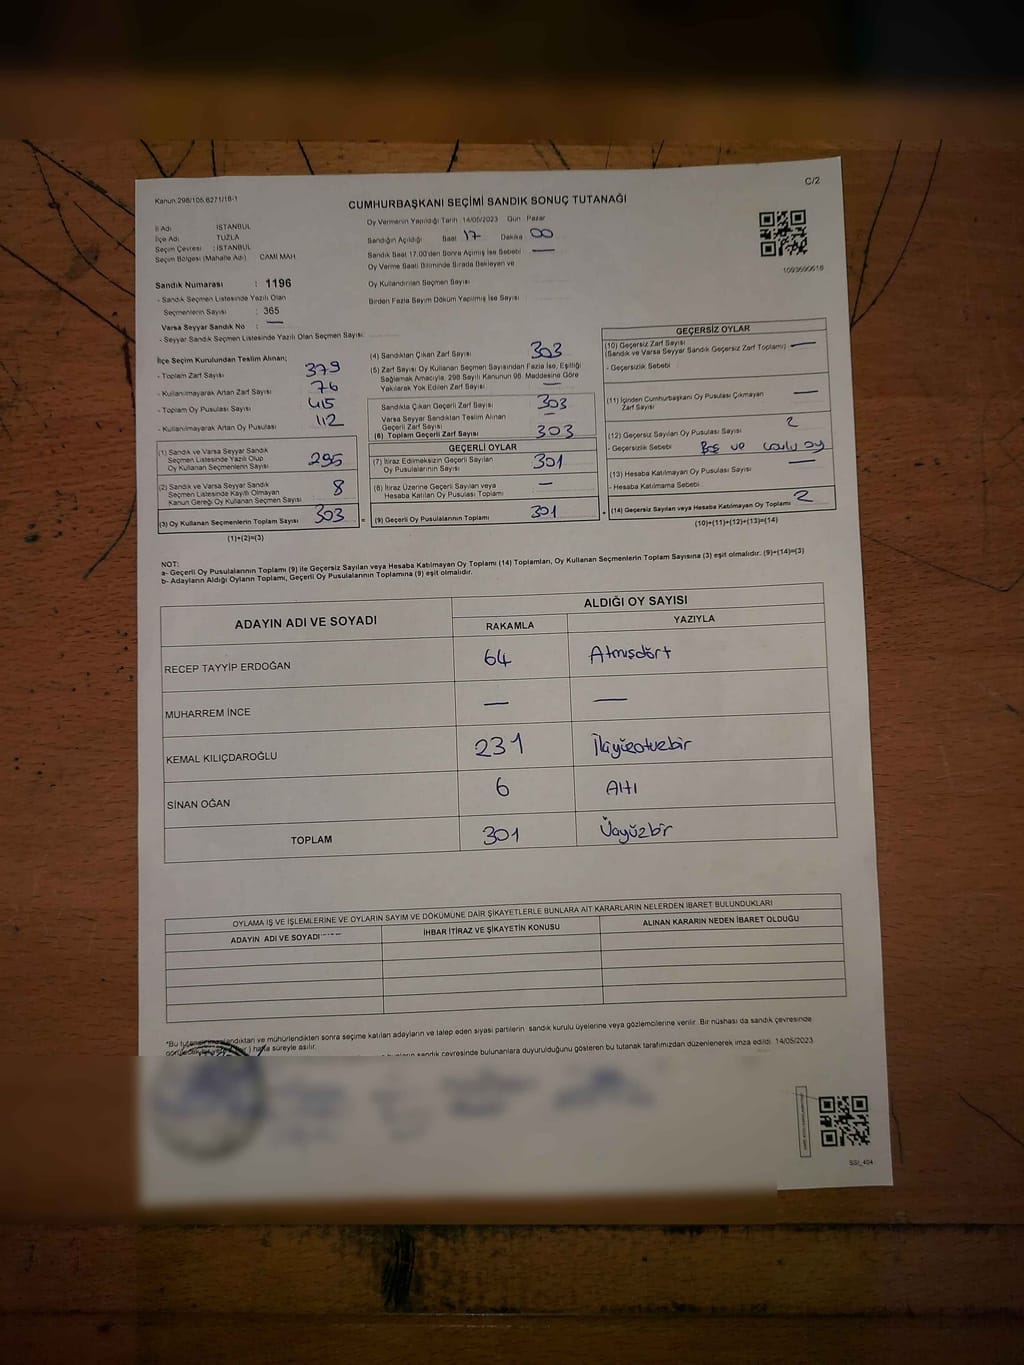 C/2
Kanun 298/105,6271/18-1
CUMHURBAŞKANI SEÇİMİ SANDIK SONUÇ TUTANAĞI
İl Adı : İSTANBUL
İlçe Adı : TUZLA
Seçim Çevresi : İSTANBUL
Seçim Bölgesi (Mahalle Adı) CAMİ MAH
Oy Vermenin Yapıldığı Tarih 14/05/2023 Gün Pazar
Sandığın Açıldığı Saat 17 Dakika 00
Sandık Saat 17:00'den Sonra Açılmış İse Sebebi —
Oy Verme Saati Bitiminde Sırada Bekleyen ve
Oy Kullandırılan Seçmen Sayısı
Birden Fazla Sayım Döküm Yapılmış İse Sayısı
1093590616
Sandık Numarası : 1196
- Sandık Seçmen Listesinde Yazılı Olan
Seçmenlerin Sayısı : 365
Varsa Seyyar Sandık No : —
- Seyyar Sandık Seçmen Listesinde Yazılı Olan Seçmen Sayısı:
İlçe Seçim Kurulundan Teslim Alınan;
- Toplam Zarf Sayısı 379
- Kullanılmayarak Artan Zarf Sayısı 76
- Toplam Oy Pusulası Sayısı 415
- Kullanılmayarak Artan Oy Pusulası 112
(1) Sandık ve Varsa Seyyar Sandık
Seçmen Listesinde Yazılı Olup
Oy Kullanan Seçmenlerin Sayısı 295
(2) Sandık ve Varsa Seyyar Sandık
Seçmen Listesinde Kayıtlı Olmayan
Kanun Gereği Oy Kullanan Seçmen Sayısı 8
(3) Oy Kullanan Seçmenlerin Toplam Sayısı 303
(1)+(2)=(3)
(4) Sandıktan Çıkan Zarf Sayısı 303
(5) Zarf Sayısı Oy Kullanan Seçmen Sayısından Fazla İse, Eşitliği
Sağlamak Amacıyla, 298 Sayılı Kanunun 98. Maddesine Göre
Yakılarak Yok Edilen Zarf Sayısı —
Sandıkta Çıkan Geçerli Zarf Sayısı 303
Varsa Seyyar Sandıktan Teslim Alınan
Geçerli Zarf Sayısı —
(6) Toplam Geçerli Zarf Sayısı 303
GEÇERLİ OYLAR
(7) İtiraz Edilmeksizin Geçerli Sayılan
Oy Pusulalarının Sayısı 301
(8) İtiraz Üzerine Geçerli Sayılan veya
Hesaba Katılan Oy Pusulası Toplamı —
= (9) Geçerli Oy Pusulalarının Toplamı 301
GEÇERSİZ OYLAR
(10) Geçersiz Zarf Sayısı
(Sandık ve Varsa Seyyar Sandık Geçersiz Zarf Toplamı) —
- Geçersizlik Sebebi
(11) İçinden Cumhurbaşkanı Oy Pusulası Çıkmayan
Zarf Sayısı —
(12) Geçersiz Sayılan Oy Pusulası Sayısı 2
- Geçersizlik Sebebi Boş ve
(13) Hesaba Katılmayan Oy Pusulası Sayısı —
- Hesaba Katılmama Sebebi
+ (14) Geçersiz Sayılan veya Hesaba Katılmayan Oy Toplamı 2
(10)+(11)+(12)+(13)=(14)
NOT:
a- Geçerli Oy Pusulalarının Toplamı (9) ile Geçersiz Sayılan veya Hesaba Katılmayan Oy Toplamı (14) Toplamları, Oy Kullanan Seçmenlerin Toplam Sayısına (3) eşit olmalıdır. (9)+(14)=(3)
b- Adayların Aldığı Oyların Toplamı, Geçerli Oy Pusulalarının Toplamına (9) eşit olmalıdır.
ADAYIN ADI VE SOYADI
ALDIĞI OY SAYISI
RAKAMLA YAZIYLA
RECEP TAYYİP ERDOĞAN 64 Atmışdört
MUHARREM İNCE — —
KEMAL KILIÇDAROĞLU 231 İkiyüzotuzbir
SİNAN OĞAN 6 Altı
TOPLAM 301 Üçyüzbir
OYLAMA İŞ VE İŞLEMLERİNE VE OYLARIN SAYIM VE DÖKÜMÜNE DAİR ŞİKAYETLERLE BUNLARA AİT KARARLARIN NELERDEN İBARET BULUNDUKLARI
ADAYIN ADI VE SOYADI İHBAR İTİRAZ VE ŞİKAYETİN KONUSU ALINAN KARARIN NEDEN İBARET OLDUĞU
*Bu ve mühürlendikten sonra seçime katılan adayların ve talep eden siyasi partilerin sandık kurulu üyelerine veya gözlemcilerine verilir. Bir nüshası da sandık çevresinde
hafta süreyle asılır.
sandık çevresinde bulunanlara duyurulduğunu gösteren bu tutanak tarafımızdan düzenlenerek imza edildi. 14/05/2023
SSI_404